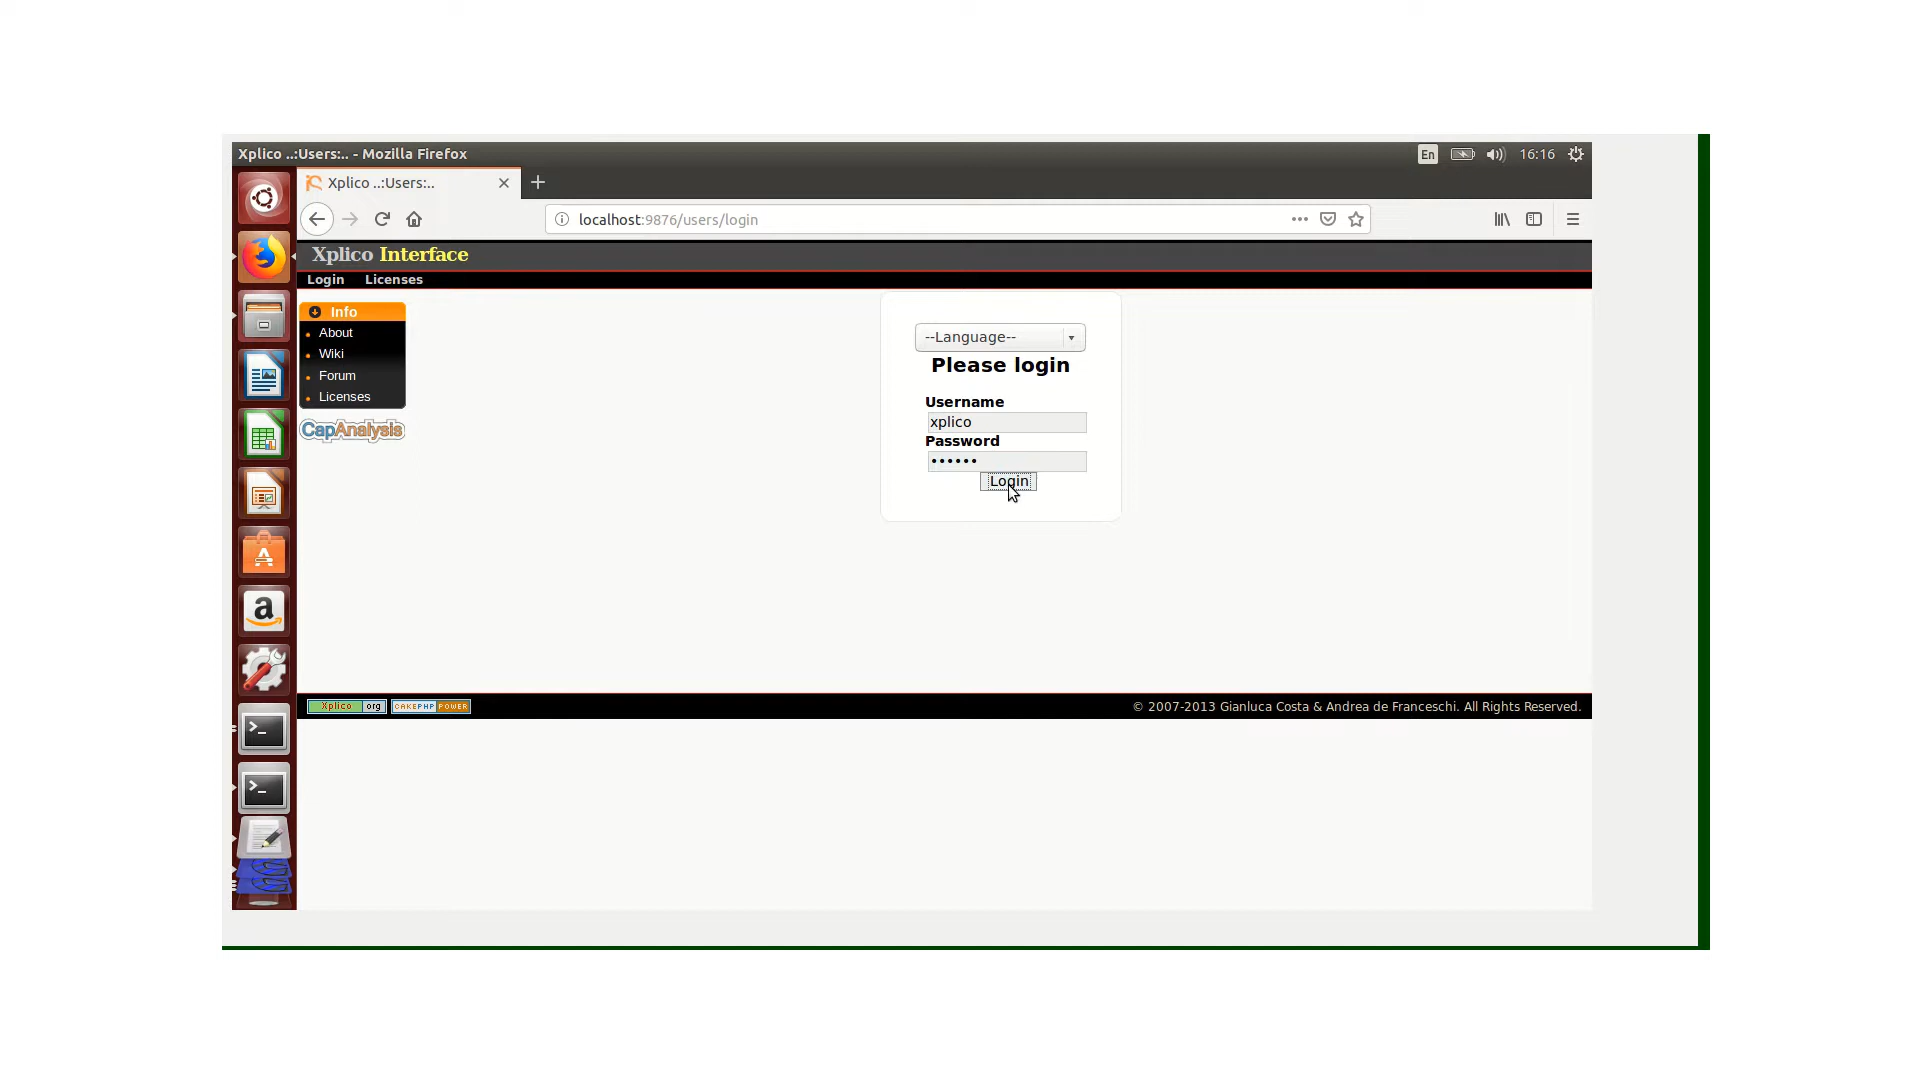 Xplico ..:Users:.. - Mozilla Firefox
En
16:16
Xplico ..:Users:..
localhost:9876/users/login
Xplico Interface
Login Licenses
Info
About
Wiki
Forum
Licenses
CapAnalysis
--Language--
Please login
Username
xplico
Password
••••••
Login
Xplico org CAKEPHP POWER
© 2007-2013 Gianluca Costa & Andrea de Franceschi. All Rights Reserved.